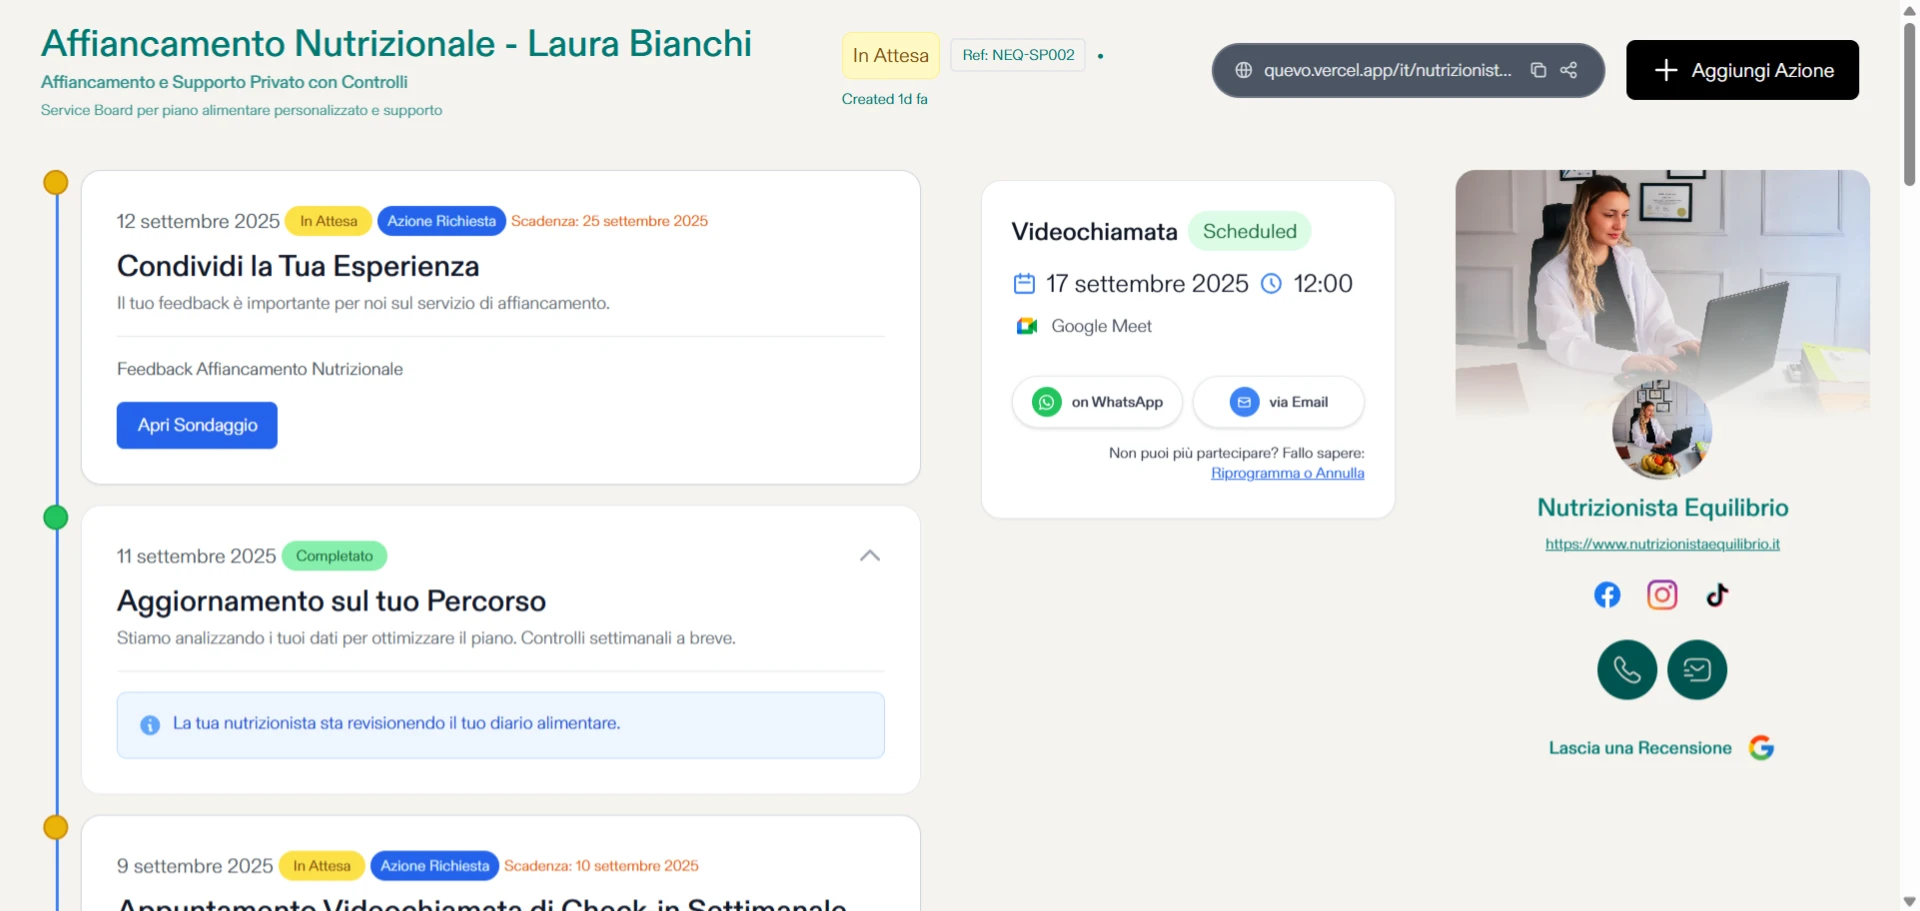 Affiancamento Nutrizionale - Laura Bianchi
Affiancamento e Supporto Privato con Controlli
Service Board per piano alimentare personalizzato e supporto
In Attesa
Ref: NEQ-SP002
Created 1d fa
quevo.vercel.app/it/nutrizionist...
Aggiungi Azione
12 settembre 2025 In Attesa Azione Richiesta Scadenza: 25 settembre 2025
Condividi la Tua Esperienza
Il tuo feedback è importante per noi sul servizio di affiancamento.
Feedback Affiancamento Nutrizionale
Apri Sondaggio
11 settembre 2025 Completato
Aggiornamento sul tuo Percorso
Stiamo analizzando i tuoi dati per ottimizzare il piano. Controlli settimanali a breve.
La tua nutrizionista sta revisionendo il tuo diario alimentare.
9 settembre 2025 In Attesa Azione Richiesta Scadenza: 10 settembre 2025
Appuntamento Videochiamata di Check-in Settimanale
Videochiamata Scheduled
17 settembre 2025 12:00
Google Meet
on WhatsApp
via Email
Non puoi più partecipare? Fallo sapere:
Riprogramma o Annulla
Nutrizionista Equilibrio
https://www.nutrizionistaequilibrio.it
Lascia una Recensione